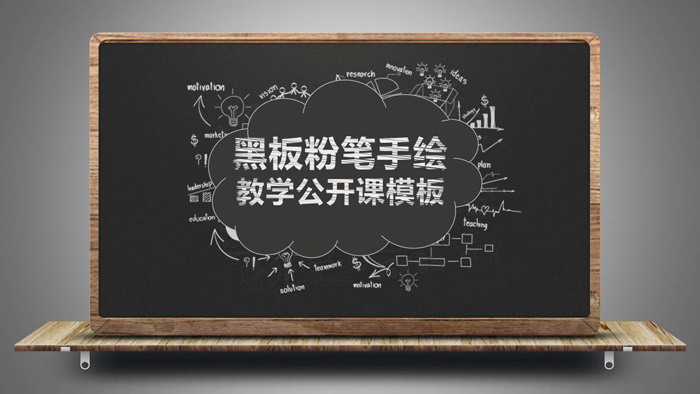 research
innovation
ideas
motivation
vision
$
$
market
plan
黑板粉笔手绘
教学公开课模板
leadership
education
teaching
?!
teamwork
$
solution
motivation